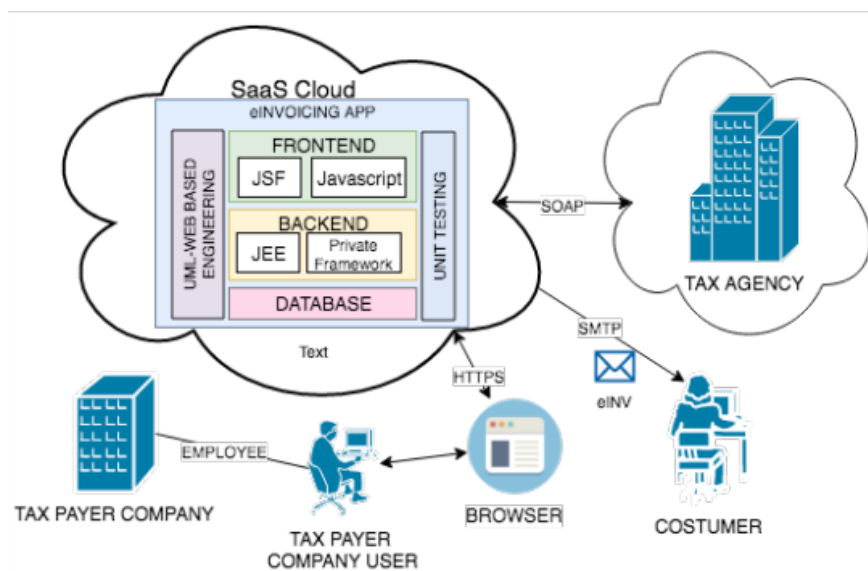 SaaS Cloud
eINVOICING APP
UML-WEB BASED
ENGINEERING
FRONTEND
JSF
Javascript
BACKEND
JEE
Private
Framework
DATABASE
UNIT TESTING
Text
SOAP
TAX AGENCY
SMTP
eINV
HTTPS
EMPLOYEE
TAX PAYER COMPANY
TAX PAYER
COMPANY USER
BROWSER
COSTUMER